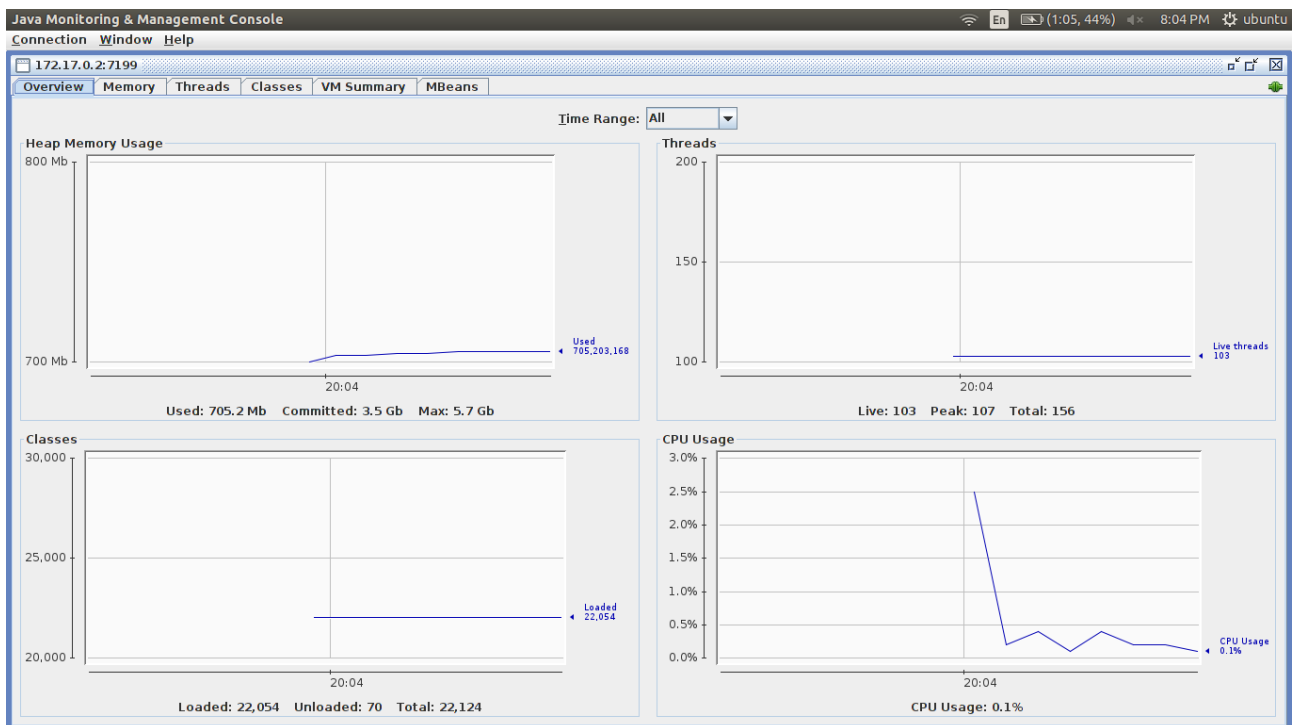 Java Monitoring & Management Console
En (1:05, 44%) 8:04 PM ubuntu
Connection Window Help
172.17.0.2:7199
Overview Memory Threads Classes VM Summary MBeans
Time Range: All
Heap Memory Usage
800 Mb
700 Mb
Used
705,203,168
20:04
Used: 705.2 Mb Committed: 3.5 Gb Max: 5.7 Gb
Threads
200
150
100
Live threads
103
20:04
Live: 103 Peak: 107 Total: 156
Classes
30,000
25,000
20,000
Loaded
22,054
20:04
Loaded: 22,054 Unloaded: 70 Total: 22,124
CPU Usage
3.0%
2.5%
2.0%
1.5%
1.0%
0.5%
0.0%
CPU Usage
0.1%
20:04
CPU Usage: 0.1%